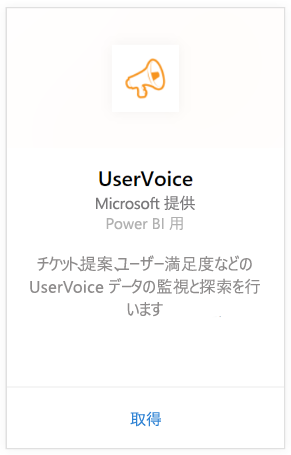 UserVoice
Microsoft 提供
Power BI 用
チケット、提案、ユーザー満足度などの
UserVoice データの監視と探索を行
います
取得